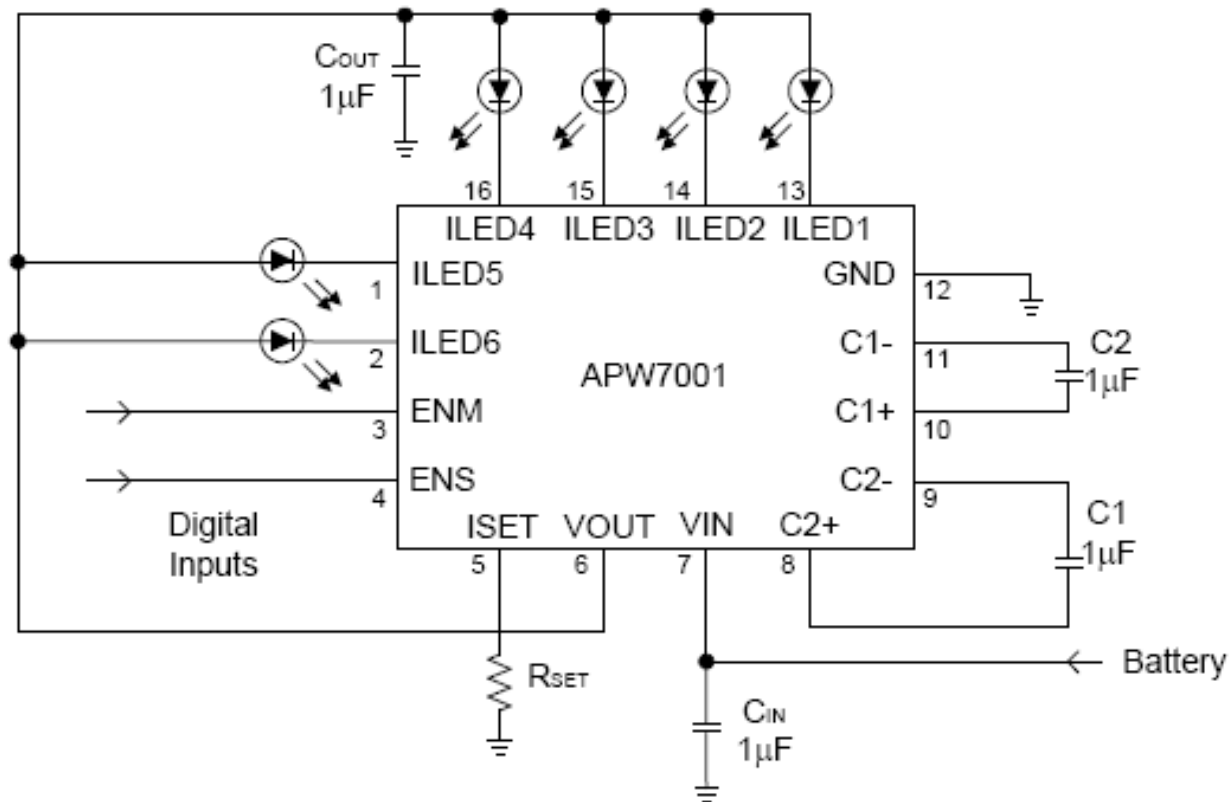 COUT
1µF
16
15
14
13
ILED4
ILED3
ILED2
ILED1
1
ILED5
GND
12
2
ILED6
C1-
11
C2
1µF
APW7001
3
ENM
C1+
10
4
ENS
C2-
9
Digital
Inputs
ISET
VOUT
VIN
C2+
C1
1µF
5
6
7
8
RSET
Battery
CIN
1µF